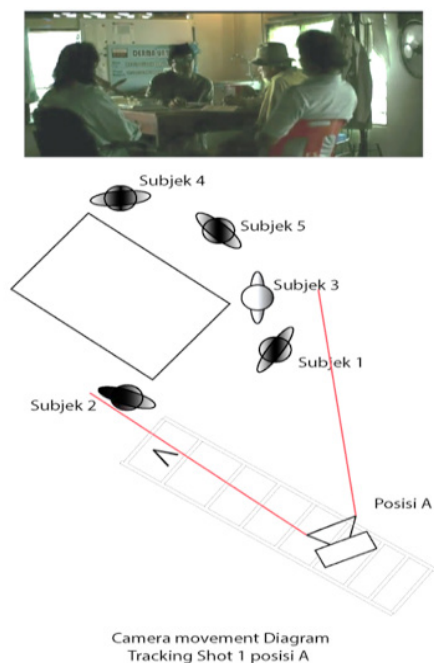 Subjek 4
Subjek 5
Subjek 3
Subjek 1
Subjek 2
Posisi A
Camera movement Diagram
Tracking Shot 1 posisi A